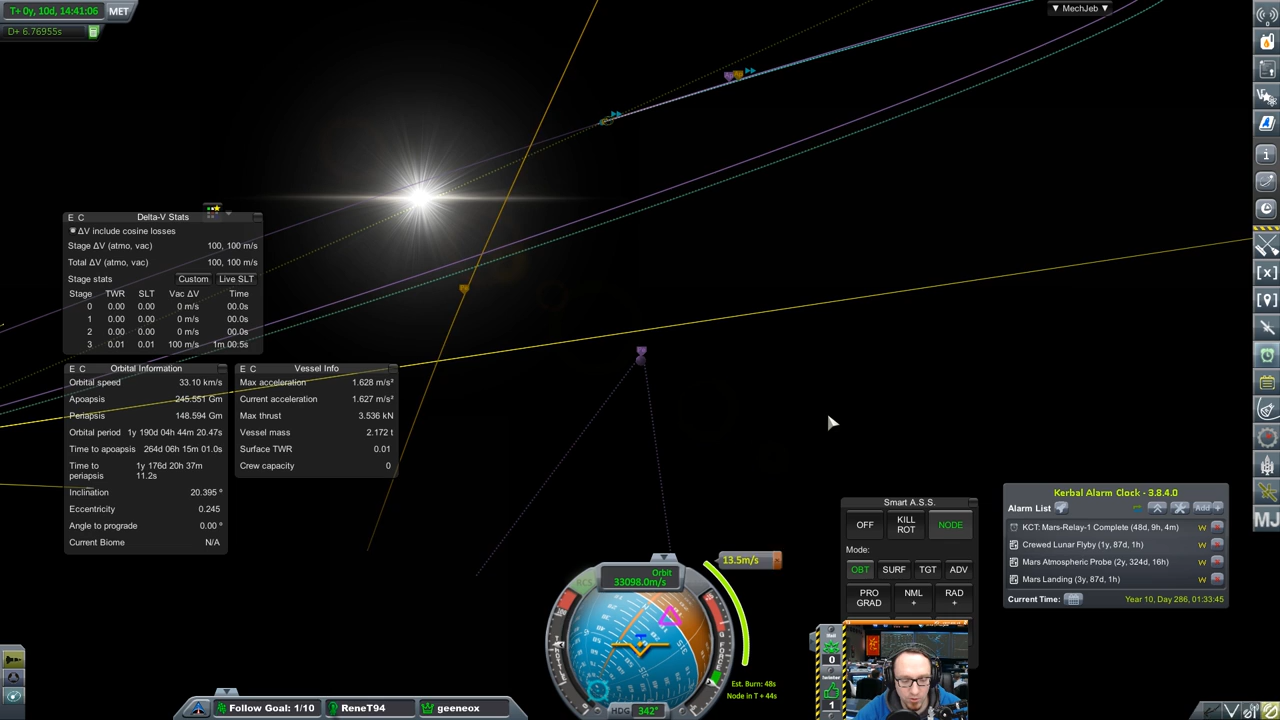 T+ 0y, 10d, 14:41:06 MET
D+ 6.76955s
▼ MechJeb ▼
E C Delta-V Stats
ΔV include cosine losses
Stage ΔV (atmo, vac) 100, 100 m/s
Total ΔV (atmo, vac) 100, 100 m/s
Stage stats Custom Live SLT
Stage TWR SLT Vac ΔV Time
0 0.00 0.00 0 m/s 00.0s
1 0.00 0.00 0 m/s 00.0s
2 0.00 0.00 0 m/s 00.0s
3 0.01 0.01 100 m/s 1m 00.5s
E C Orbital Information
Orbital speed 33.10 km/s
Apoapsis 245.551 Gm
Periapsis 148.594 Gm
Orbital period 1y 190d 04h 44m 20.47s
Time to apoapsis 264d 06h 15m 01.0s
Time to periapsis 1y 176d 20h 37m 11.2s
Inclination 20.395 º
Eccentricity 0.245
Angle to prograde 0.00 º
Current Biome N/A
E C Vessel Info
Max acceleration 1.628 m/s²
Current acceleration 1.627 m/s²
Max thrust 3.536 kN
Vessel mass 2.172 t
Surface TWR 0.01
Crew capacity 0
Smart A.S.S.
OFF KILL ROT NODE
Mode:
OBT SURF TGT ADV
PRO GRAD NML + RAD +
Kerbal Alarm Clock - 3.8.4.0
Alarm List Add +
KCT: Mars-Relay-1 Complete (48d, 9h, 4m) W
Crewed Lunar Flyby (1y, 87d, 1h) W
Mars Atmospheric Probe (2y, 324d, 16h) W
Mars Landing (3y, 87d, 1h) W
Current Time: Year 10, Day 286, 01:33:45
13.5m/s
Orbit
33098.0m/s
RCS
Est. Burn: 48s
Node in T + 44s
HDG 342°
0
1
Follow Goal: 1/10
ReneT94
geeneox
MJ